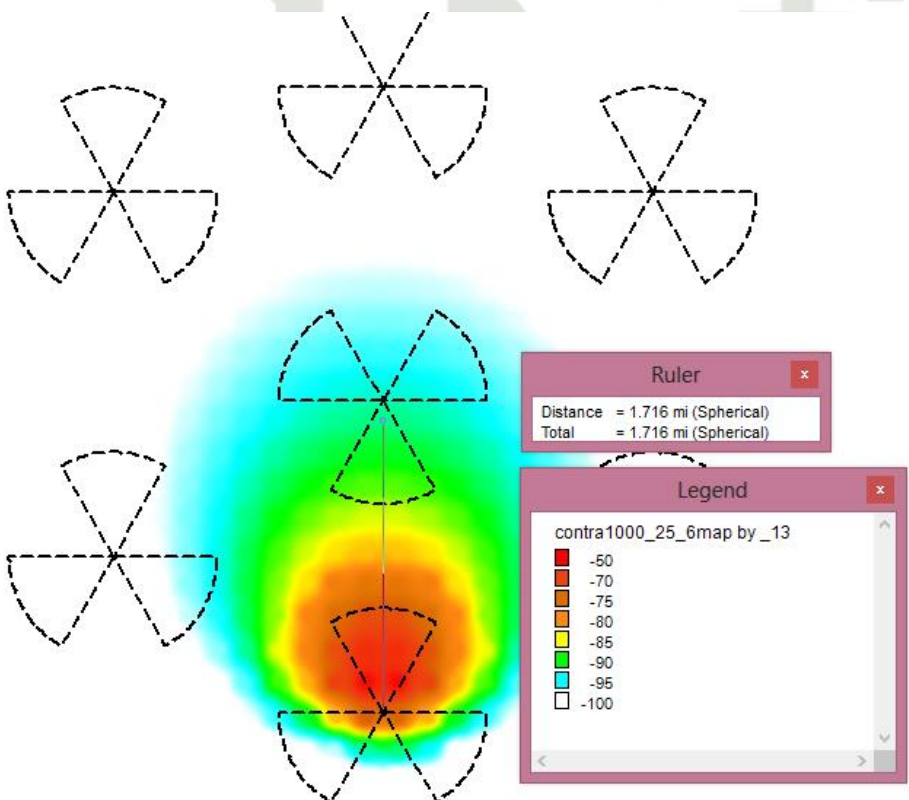 Ruler
x
Distance = 1.716 mi (Spherical)
Total = 1.716 mi (Spherical)
Legend
x
contra1000_25_6map by _13
-50
-70
-75
-80
-85
-90
-95
-100